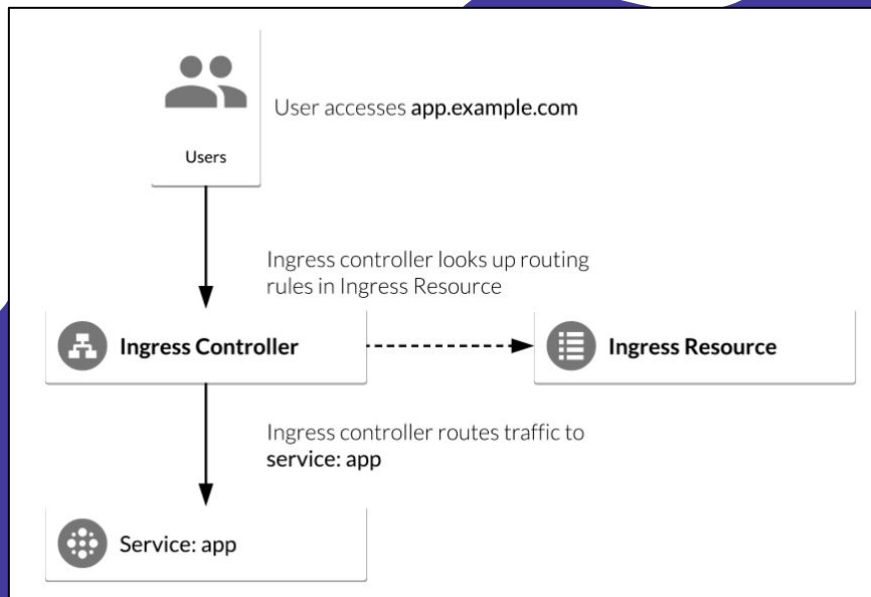 User accesses app.example.com
Users
Ingress controller looks up routing
rules in Ingress Resource
Ingress Controller
Ingress Resource
Ingress controller routes traffic to
service: app
Service: app